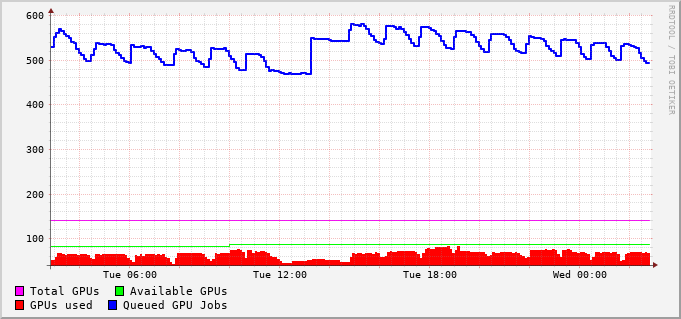 600
500
400
300
200
100
Tue 06:00 Tue 12:00 Tue 18:00 Wed 00:00
Total GPUs Available GPUs
GPUs used Queued GPU Jobs
RRDTOOL / TOBI OETIKER